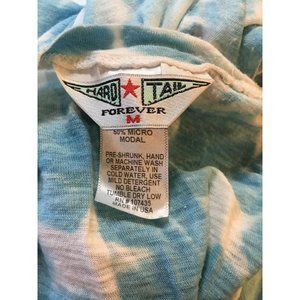 HARD ★ TAIL
FOREVER
M
50% MICRO
MODAL
PRE-SHRUNK, HAND
OR MACHINE WASH
SEPARATELY IN
COLD WATER, USE
MILD DETERGENT
NO BLEACH
TUMBLE DRY LOW
RN# 107435
MADE IN USA